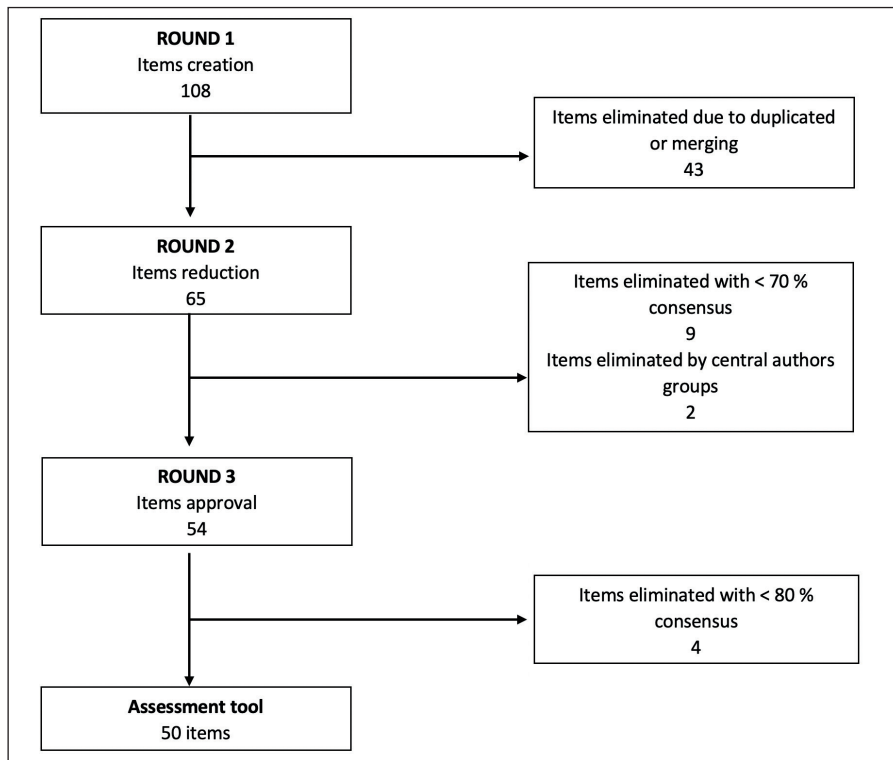 ROUND 1
Items creation
108
Items eliminated due to duplicated
or merging
43
ROUND 2
Items reduction
65
Items eliminated with < 70 %
consensus
9
Items eliminated by central authors
groups
2
ROUND 3
Items approval
54
Items eliminated with < 80 %
consensus
4
Assessment tool
50 items